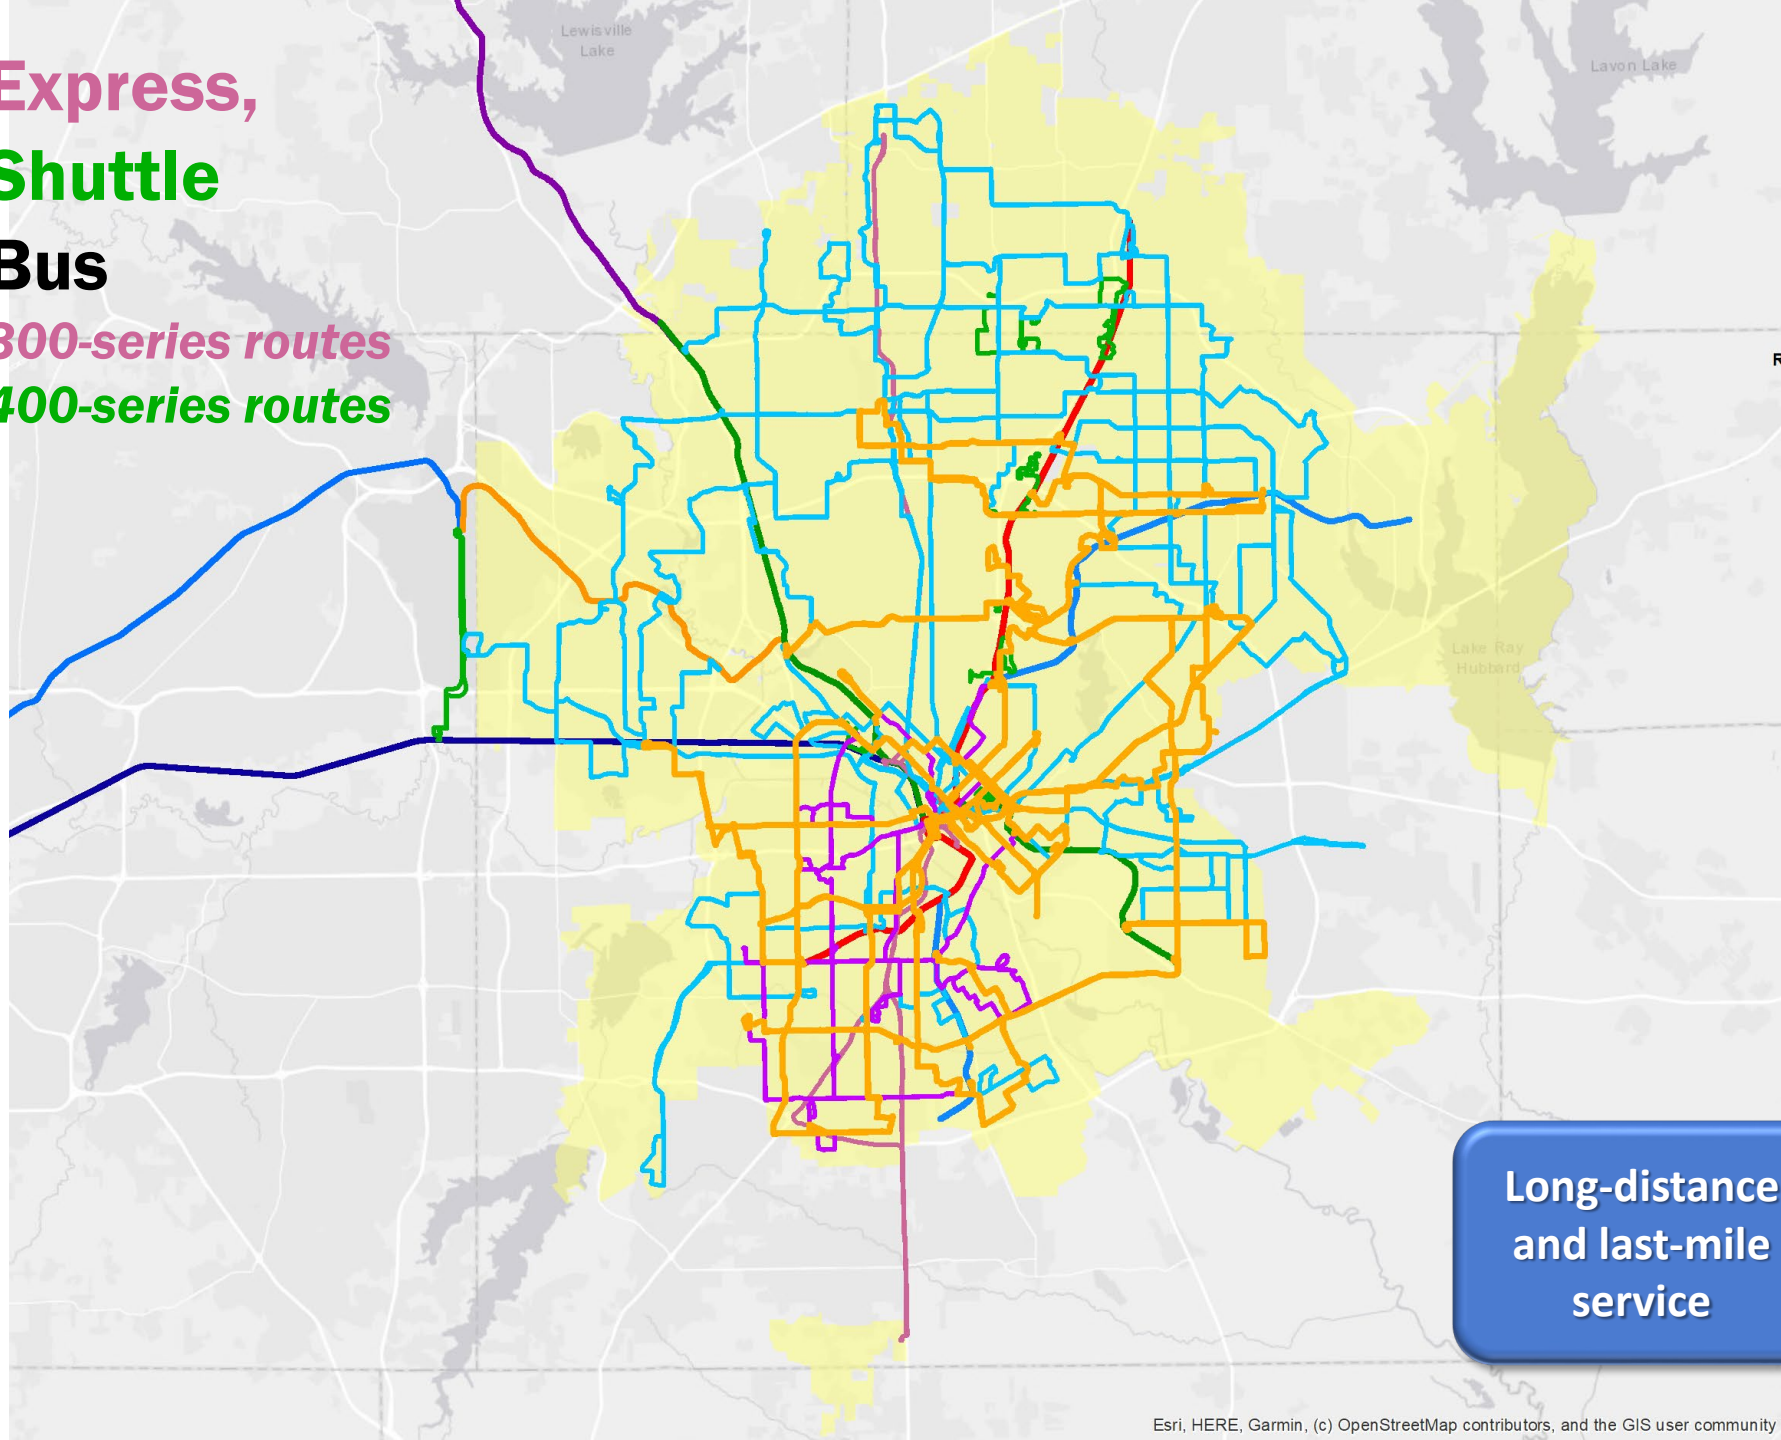 Express,
Shuttle
Bus
300-series routes
400-series routes
Lewisville
Lake
Lavon Lake
R
Lake Ray
Hubbard
Long-distance
and last-mile
service
Esri, HERE, Garmin, (c) OpenStreetMap contributors, and the GIS user community